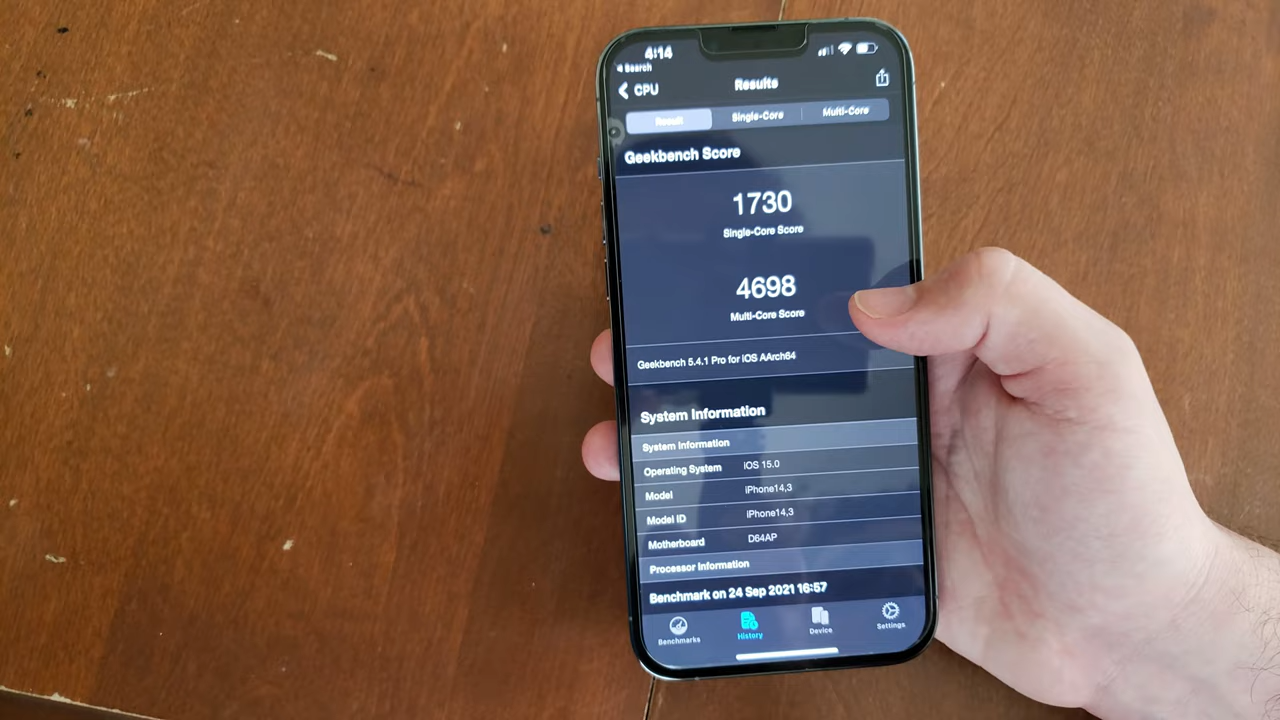 4:14
Search
CPU Results
Result Single-Core Multi-Core
Geekbench Score
1730
Single-Core Score
4698
Multi-Core Score
Geekbench 5.4.1 Pro for iOS AArch64
System Information
System Information
Operating System iOS 15.0
Model iPhone14,3
Model ID iPhone14,3
Motherboard D64AP
Processor Information
Benchmark on 24 Sep 2021 16:57
Benchmarks History Device Settings